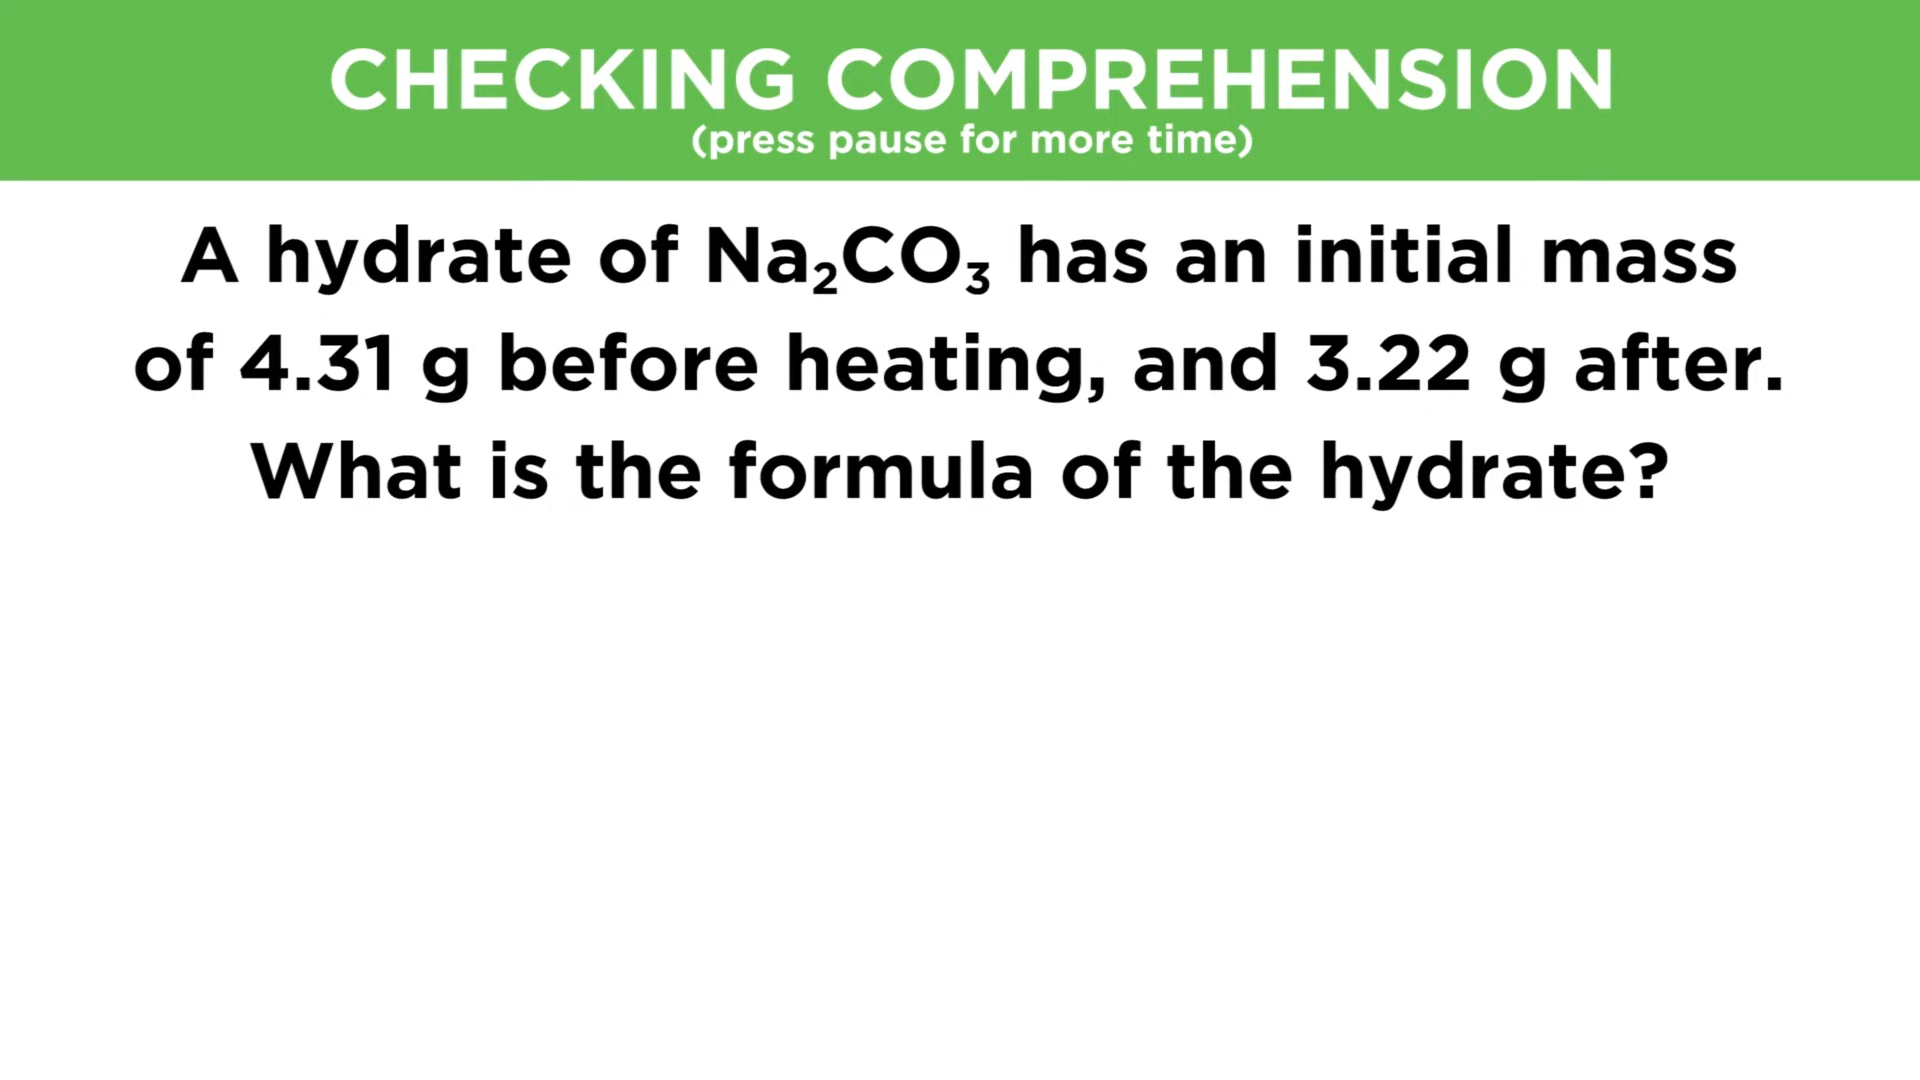 CHECKING COMPREHENSION
(press pause for more time)
A hydrate of Na₂CO₃ has an initial mass
of 4.31 g before heating, and 3.22 g after.
What is the formula of the hydrate?